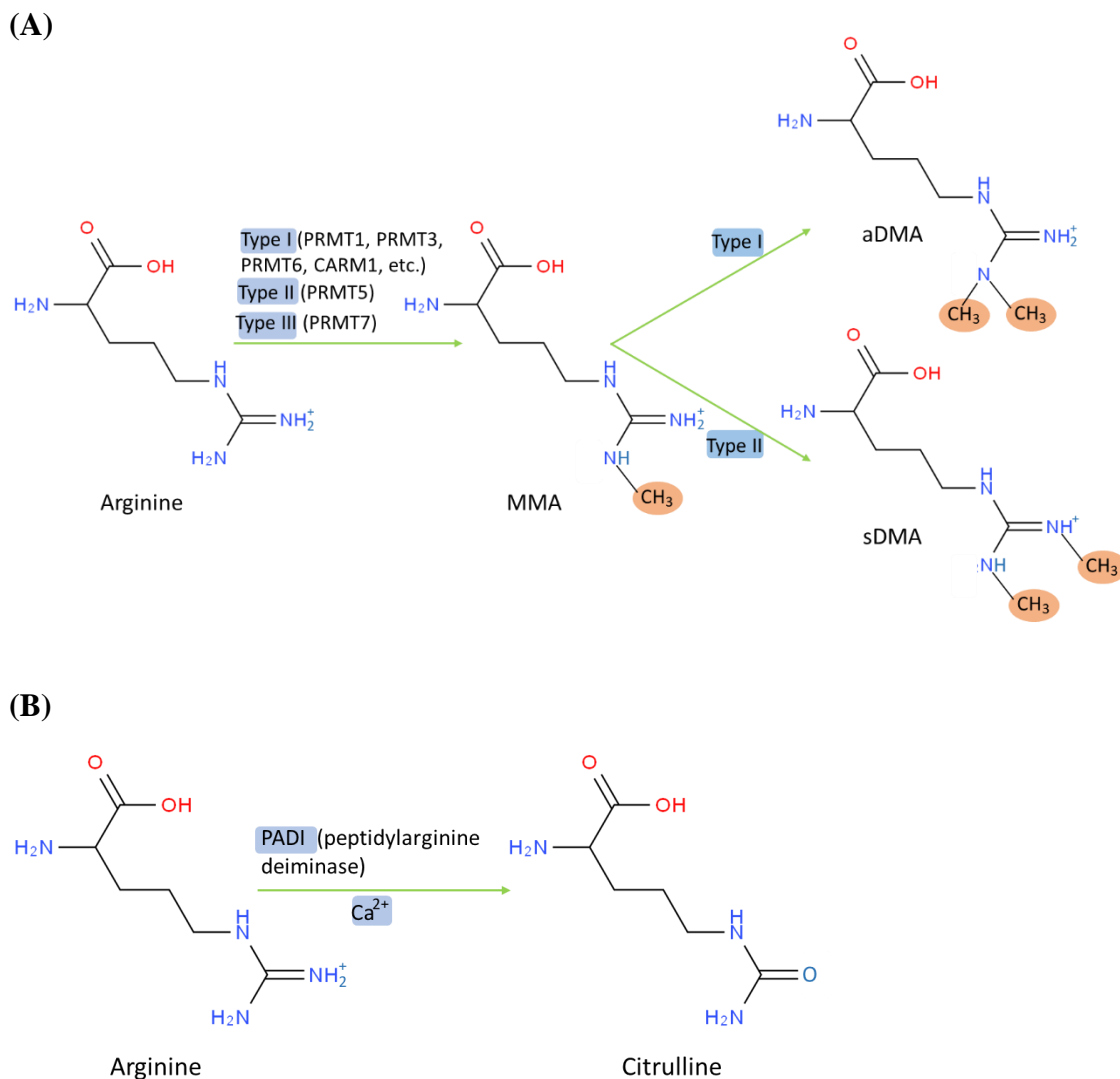 (A)
O
OH
H₂N
H
N
NH₂⁺
N
CH₃
CH₃
aDMA
Type I
Type I (PRMT1, PRMT3,
PRMT6, CARM1, etc.)
Type II (PRMT5)
Type III (PRMT7)
O
OH
H₂N
H
N
NH₂⁺
H₂N
Arginine
O
OH
H₂N
H
N
NH₂⁺
NH
CH₃
MMA
Type II
O
OH
H₂N
H
N
NH⁺
NH
CH₃
CH₃
sDMA
(B)
O
OH
H₂N
H
N
NH₂⁺
H₂N
Arginine
PADI (peptidylarginine
deiminase)
Ca²⁺
O
OH
H₂N
H
N
O
H₂N
Citrulline